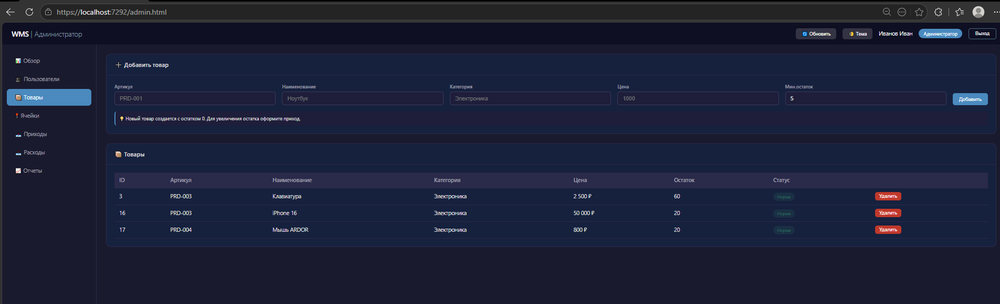 https://localhost:7292/admin.html
WMS | Администратор
Обновить
Тема
Иванов Иван
Администратор
Выход
Обзор
Пользователи
Товары
Ячейки
Приходы
Расходы
Отчеты
Добавить товар
Артикул Наименование Категория Цена Мин.остаток
PRD-001 Ноутбук Электроника 1000 5 Добавить
Новый товар создается с остатком 0. Для увеличения остатка оформите приход.
Товары
ID Артикул Наименование Категория Цена Остаток Статус
3 PRD-003 Клавиатура Электроника 2 500 ₽ 60 Норма Удалить
16 PRD-003 iPhone 16 Электроника 50 000 ₽ 20 Норма Удалить
17 PRD-004 Мышь ARDOR Электроника 800 ₽ 20 Норма Удалить